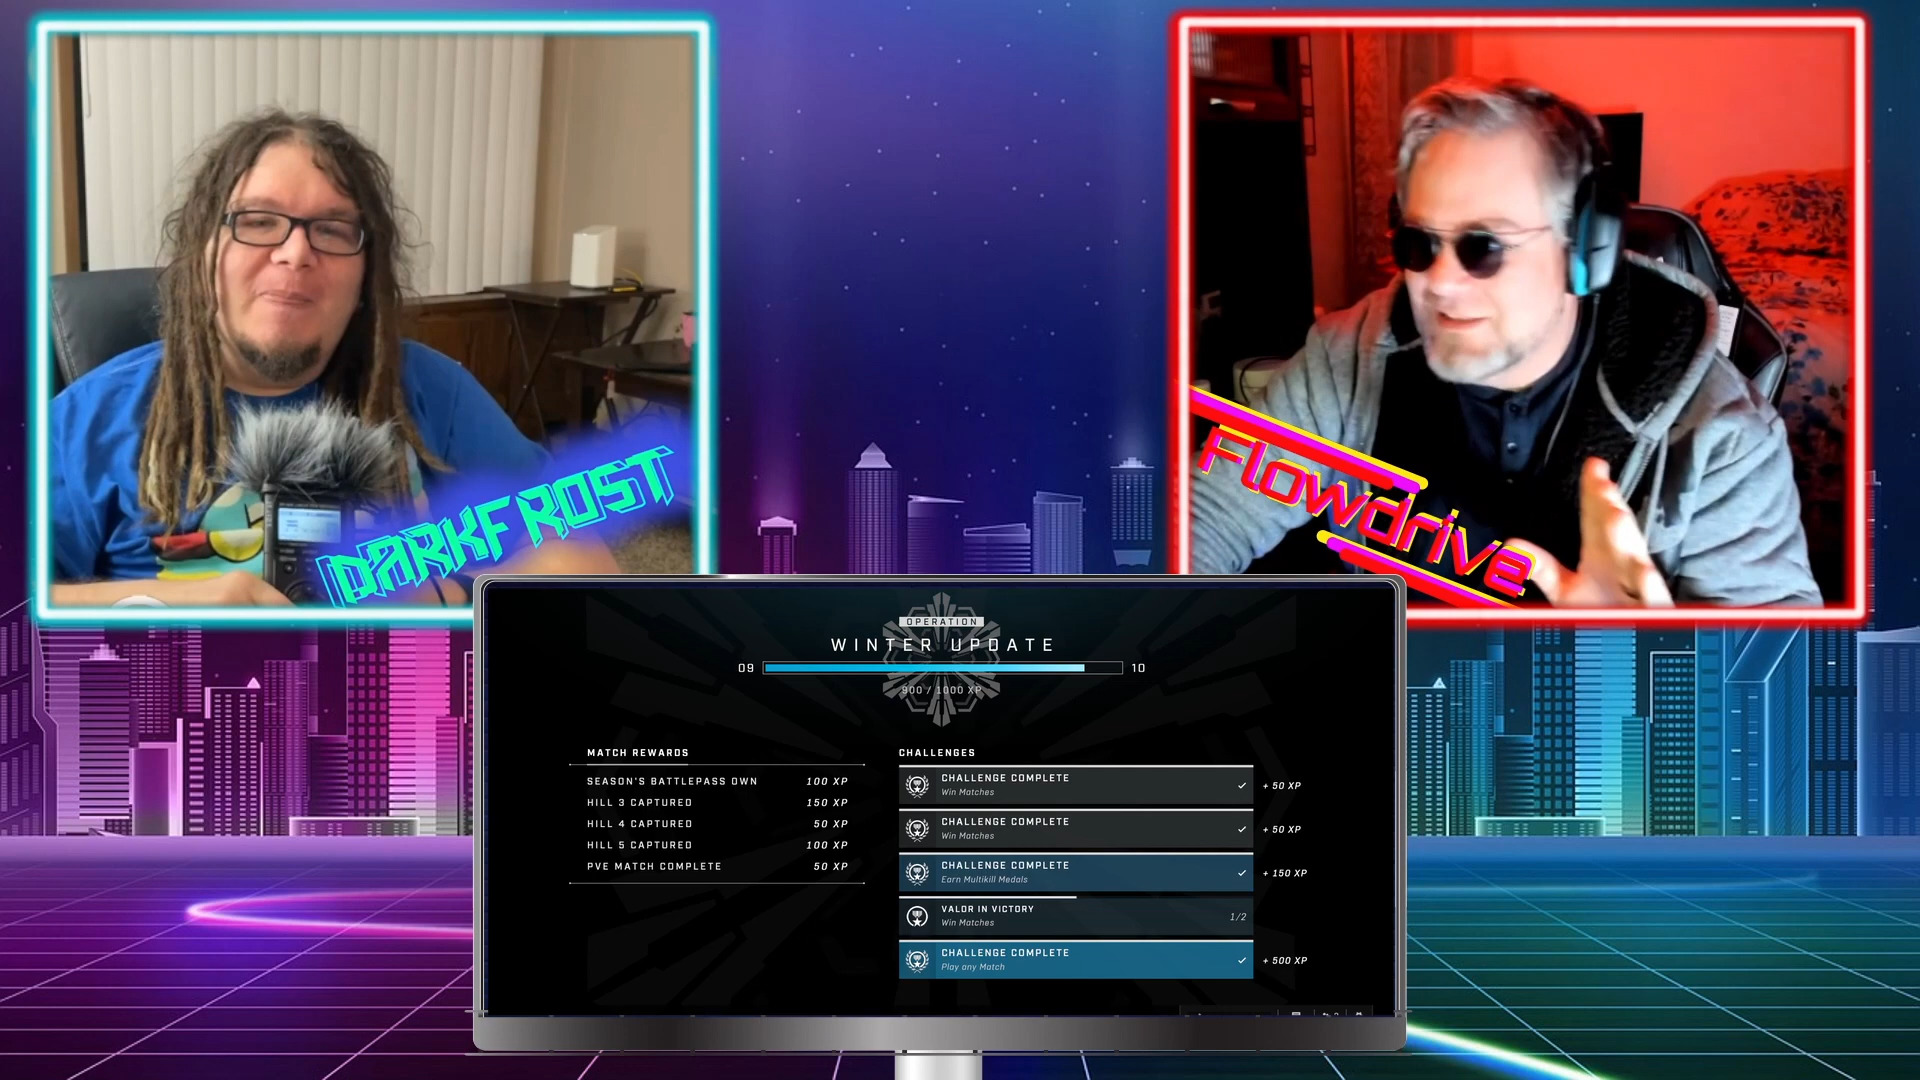 DARKFROST
Flowdrive
OPERATION
WINTER UPDATE
09
10
900 / 1000 XP
MATCH REWARDS
SEASON'S BATTLEPASS OWN 100 XP
HILL 3 CAPTURED 150 XP
HILL 4 CAPTURED 50 XP
HILL 5 CAPTURED 100 XP
PVE MATCH COMPLETE 50 XP
CHALLENGES
CHALLENGE COMPLETE
Win Matches
+ 50 XP
CHALLENGE COMPLETE
Win Matches
+ 50 XP
CHALLENGE COMPLETE
Earn Multikill Medals
+ 150 XP
VALOR IN VICTORY
Win Matches
1/2
CHALLENGE COMPLETE
Play any Match
+ 500 XP